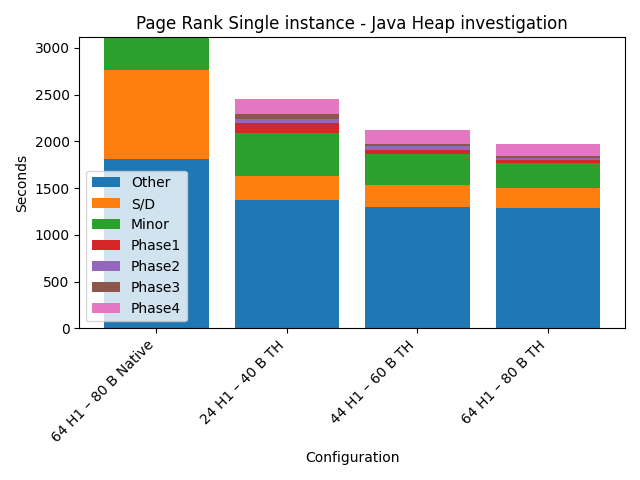 Page Rank Single instance - Java Heap investigation
3000
2500
2000
1500
1000
500
0
Seconds
Other
S/D
Minor
Phase1
Phase2
Phase3
Phase4
64 H1 – 80 B Native
24 H1 – 40 B TH
44 H1 – 60 B TH
64 H1 – 80 B TH
Configuration